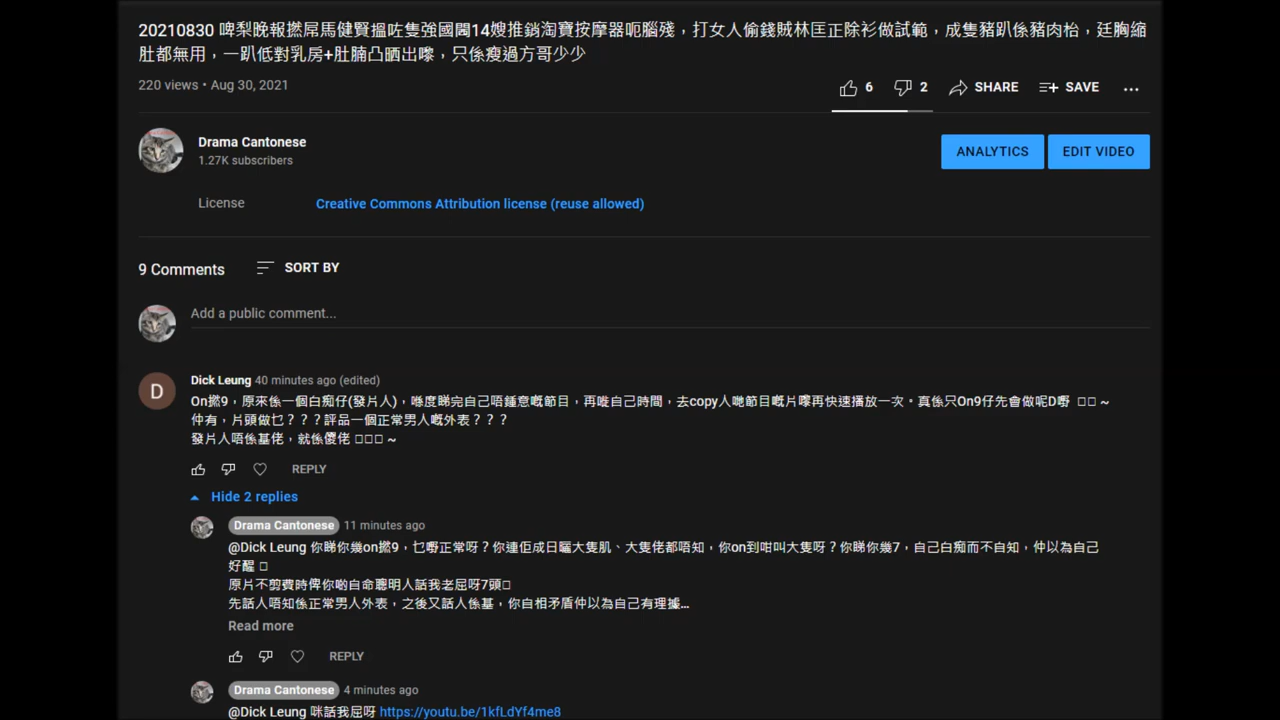 20210830 啤梨晚報撚屌馬健賢搵咗隻強國閪14嫂推銷淘寶按摩器呃腦殘，打女人偷錢賊林匡正除衫做試範，成隻豬趴係豬肉枱，廷胸縮
肚都無用，一趴低對乳房+肚腩凸晒出嚟，只係瘦過方哥少少
220 views • Aug 30, 2021
6
2
SHARE
SAVE
Drama Cantonese
1.27K subscribers
ANALYTICS
EDIT VIDEO
License
Creative Commons Attribution license (reuse allowed)
9 Comments
SORT BY
Add a public comment...
D
Dick Leung 40 minutes ago (edited)
On撚9，原來係一個白痴仔(發片人)，喺度睇完自己唔鍾意嘅節目，再嘥自己時間，去copy人哋節目嘅片嚟再快速播放一次。真係只On9仔先會做呢D嘢 ~
仲有，片頭做乜？？？評品一個正常男人嘅外表？？？
發片人唔係基佬，就係儍佬 ~
REPLY
Hide 2 replies
Drama Cantonese 11 minutes ago
@Dick Leung 你睇你幾on撚9，乜嘢正常呀？你連佢成日曬大隻肌、大隻佬都唔知，你on到咁叫大隻呀？你睇你幾7，自己白痴而不自知，仲以為自己
好醒
原片不剪費時俾你啲自命聰明人話我老屈呀7頭
先話人唔知係正常男人外表，之後又話人係基，你自相矛盾仲以為自己有理據...
Read more
REPLY
Drama Cantonese 4 minutes ago
@Dick Leung 咪話我屈呀 https://youtu.be/1kfLdYf4me8